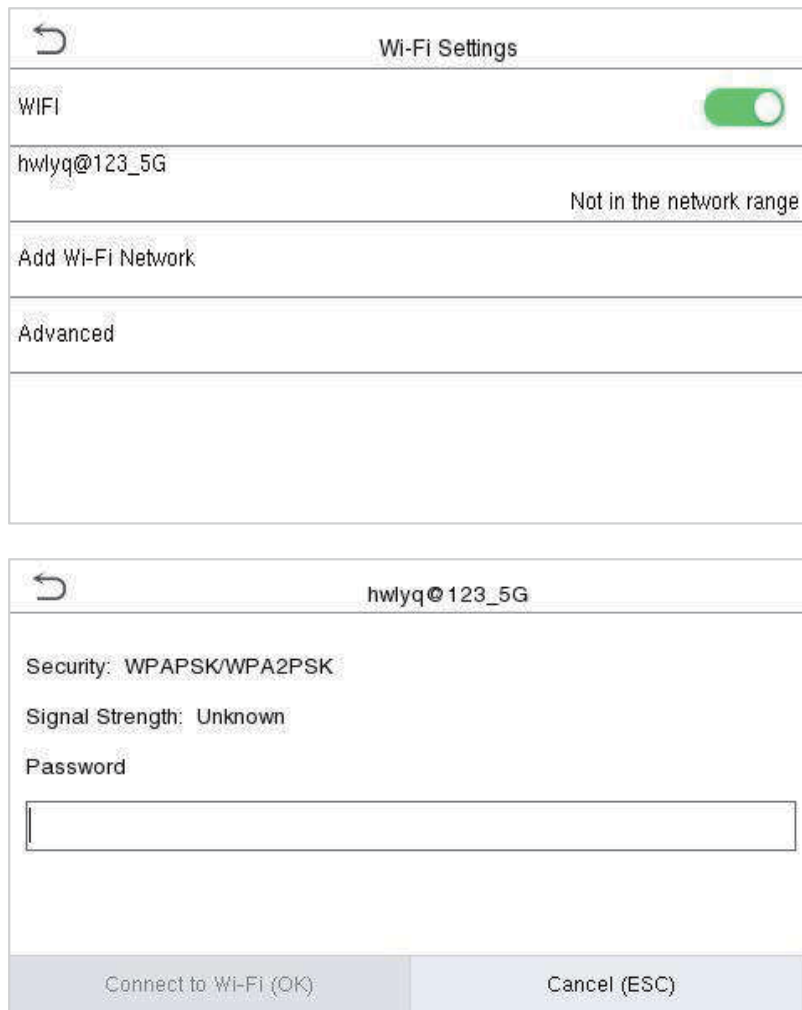 Wi-Fi Settings
WIFI
hwlyq@123_5G
Not in the network range
Add Wi-Fi Network
Advanced
hwlyq@123_5G
Security: WPAPSK/WPA2PSK
Signal Strength: Unknown
Password
Connect to Wi-Fi (OK) Cancel (ESC)